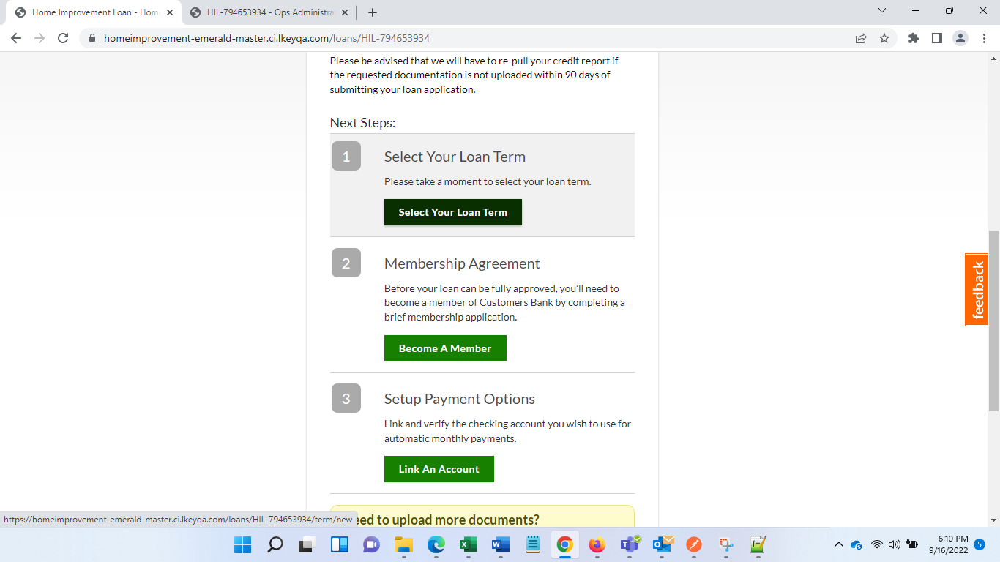 Home Improvement Loan - Hom
HIL-794653934 - Ops Administra
homeimprovement-emerald-master.ci.lkeyqa.com/loans/HIL-794653934
Please be advised that we will have to re-pull your credit report if
the requested documentation is not uploaded within 90 days of
submitting your loan application.
Next Steps:
1
Select Your Loan Term
Please take a moment to select your loan term.
Select Your Loan Term
2
Membership Agreement
Before your loan can be fully approved, you'll need to
become a member of Customers Bank by completing a
brief membership application.
Become A Member
3
Setup Payment Options
Link and verify the checking account you wish to use for
automatic monthly payments.
Link An Account
eed to upload more documents?
feedback
https://homeimprovement-emerald-master.ci.lkeyqa.com/loans/HIL-794653934/term/new
6:10 PM
9/16/2022
5